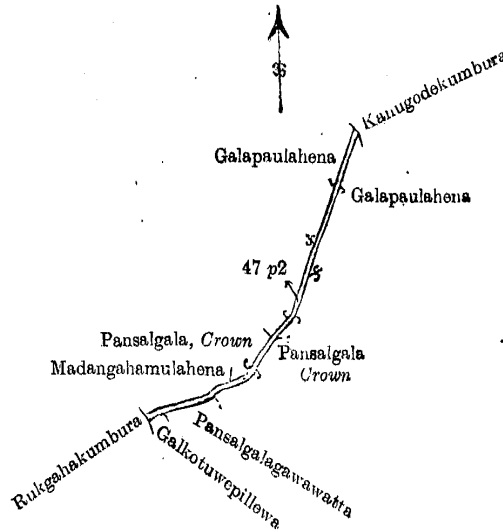 Kanugodekumbura
Galapaulahena
Galapaulahena
47 p2
Pansalgala, Crown
Pansalgala
Crown
Madangahamulahena
Rukgahakumbura
Pansalgalagawawatta
Galkotuwepillewa